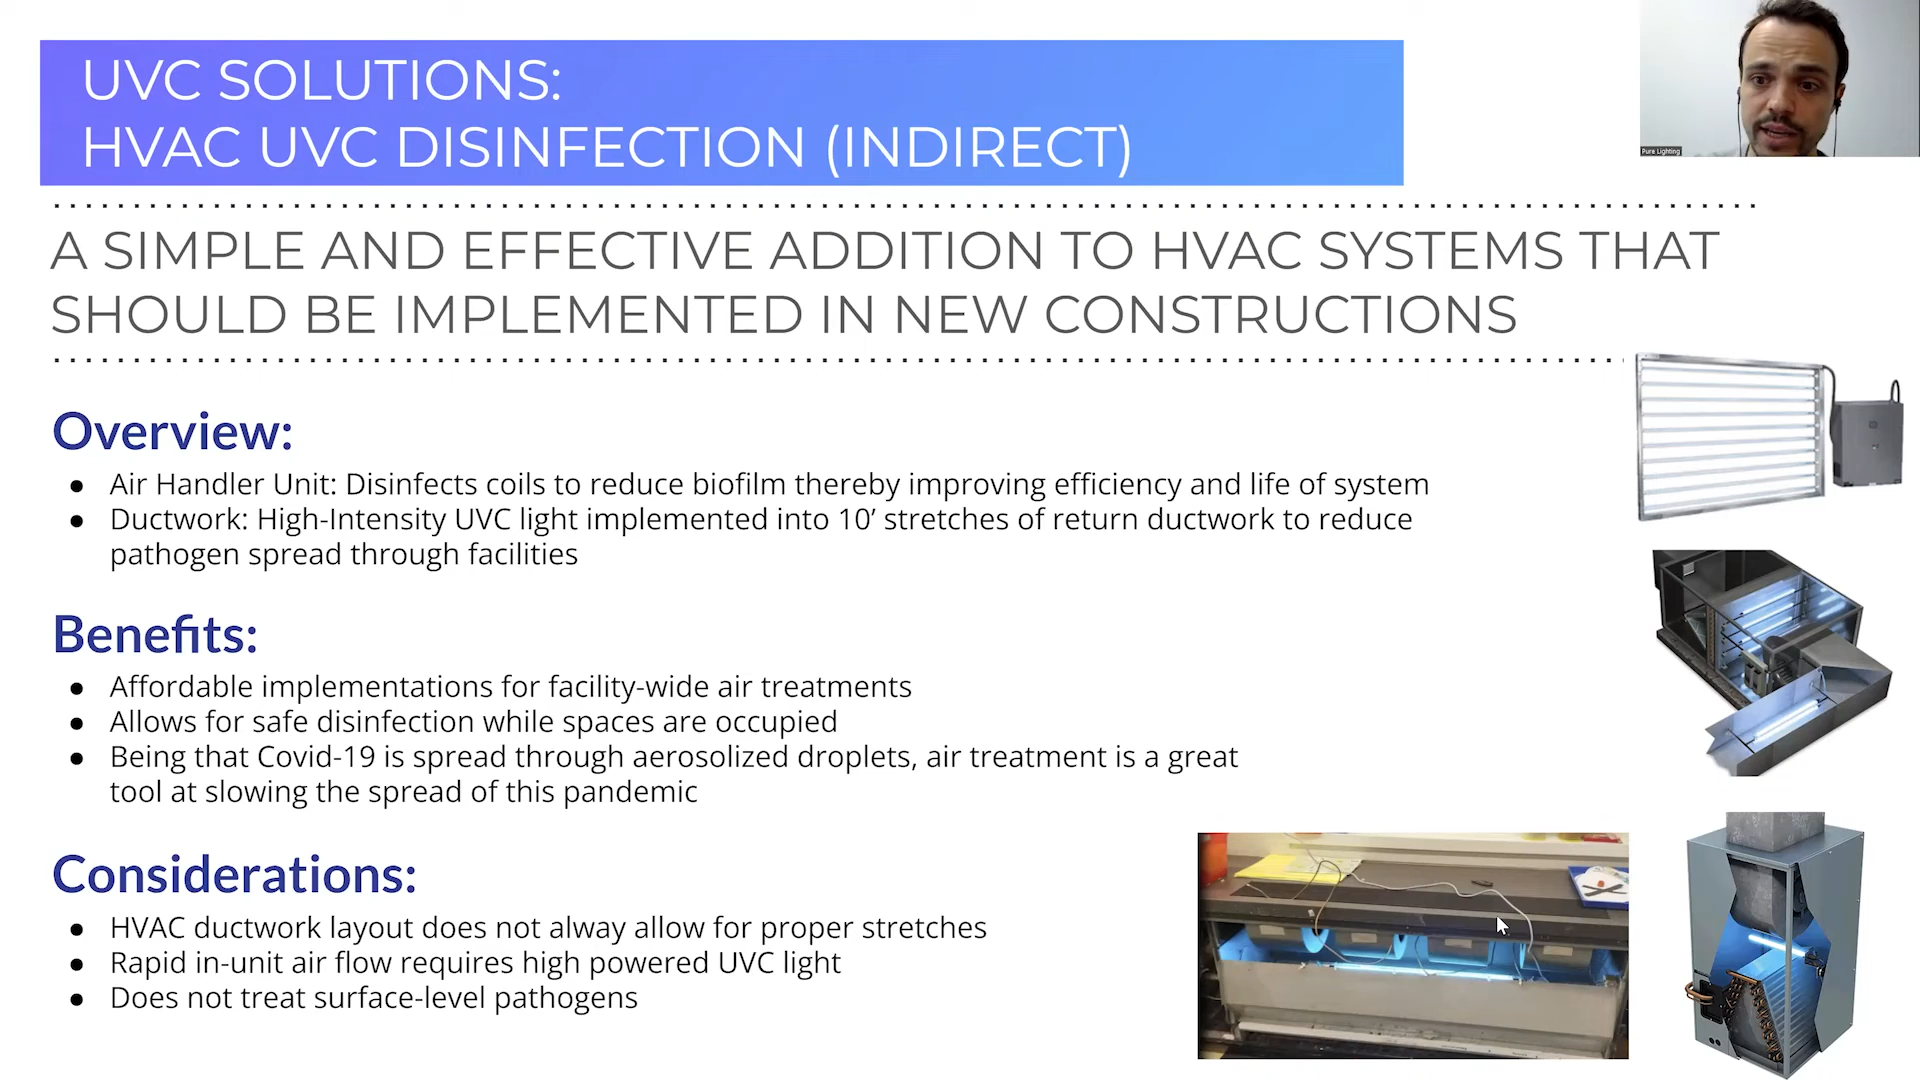 UVC SOLUTIONS:
HVAC UVC DISINFECTION (INDIRECT)
Pure Lighting
A SIMPLE AND EFFECTIVE ADDITION TO HVAC SYSTEMS THAT
SHOULD BE IMPLEMENTED IN NEW CONSTRUCTIONS
Overview:
● Air Handler Unit: Disinfects coils to reduce biofilm thereby improving efficiency and life of system
● Ductwork: High-Intensity UVC light implemented into 10’ stretches of return ductwork to reduce
pathogen spread through facilities
Benefits:
● Affordable implementations for facility-wide air treatments
● Allows for safe disinfection while spaces are occupied
● Being that Covid-19 is spread through aerosolized droplets, air treatment is a great
tool at slowing the spread of this pandemic
Considerations:
● HVAC ductwork layout does not alway allow for proper stretches
● Rapid in-unit air flow requires high powered UVC light
● Does not treat surface-level pathogens